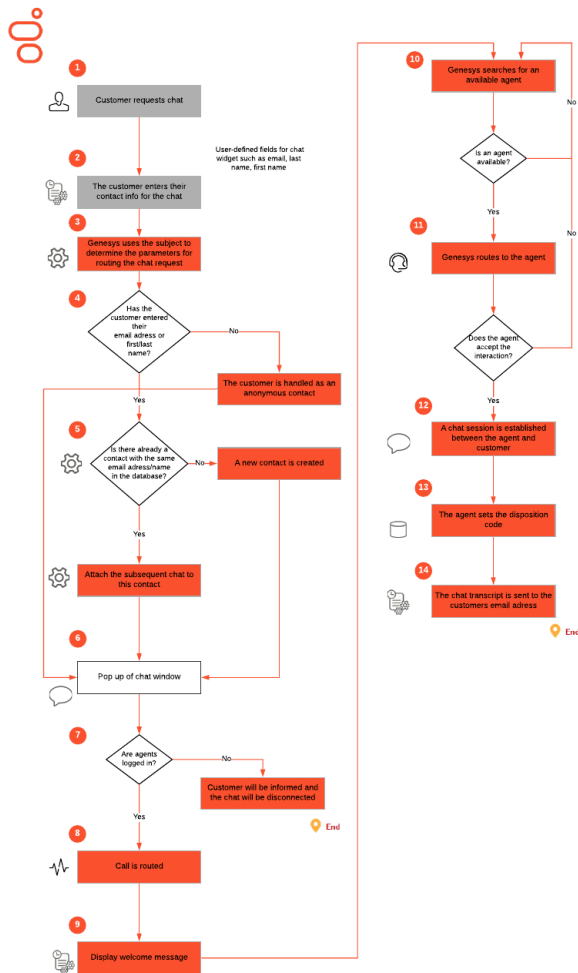 1
Customer requests chat
User-defined fields for chat
widget such as email, last
name, first name
2
The customer enters their
contact info for the chat
3
Genesys uses the subject to
determine the parameters for
routing the chat request
4
Has the
customer entered
their
email adress or
first/last
name?
No
The customer is handled as an
anonymous contact
Yes
5
Is there already a
contact with the same
email adress/name
in the database?
No
A new contact is created
Yes
Attach the subsequent chat to
this contact
6
Pop up of chat window
7
Are agents
logged in?
No
Customer will be informed and
the chat will be disconnected
End
Yes
8
Call is routed
9
Display welcome message
10
Genesys searches for an
available agent
No
Is an agent
available?
Yes
No
11
Genesys routes to the agent
Does the agent
accept the
interaction?
Yes
12
A chat session is established
between the agent and
customer
13
The agent sets the disposition
code
14
The chat transcript is sent to the
customers email adress
End